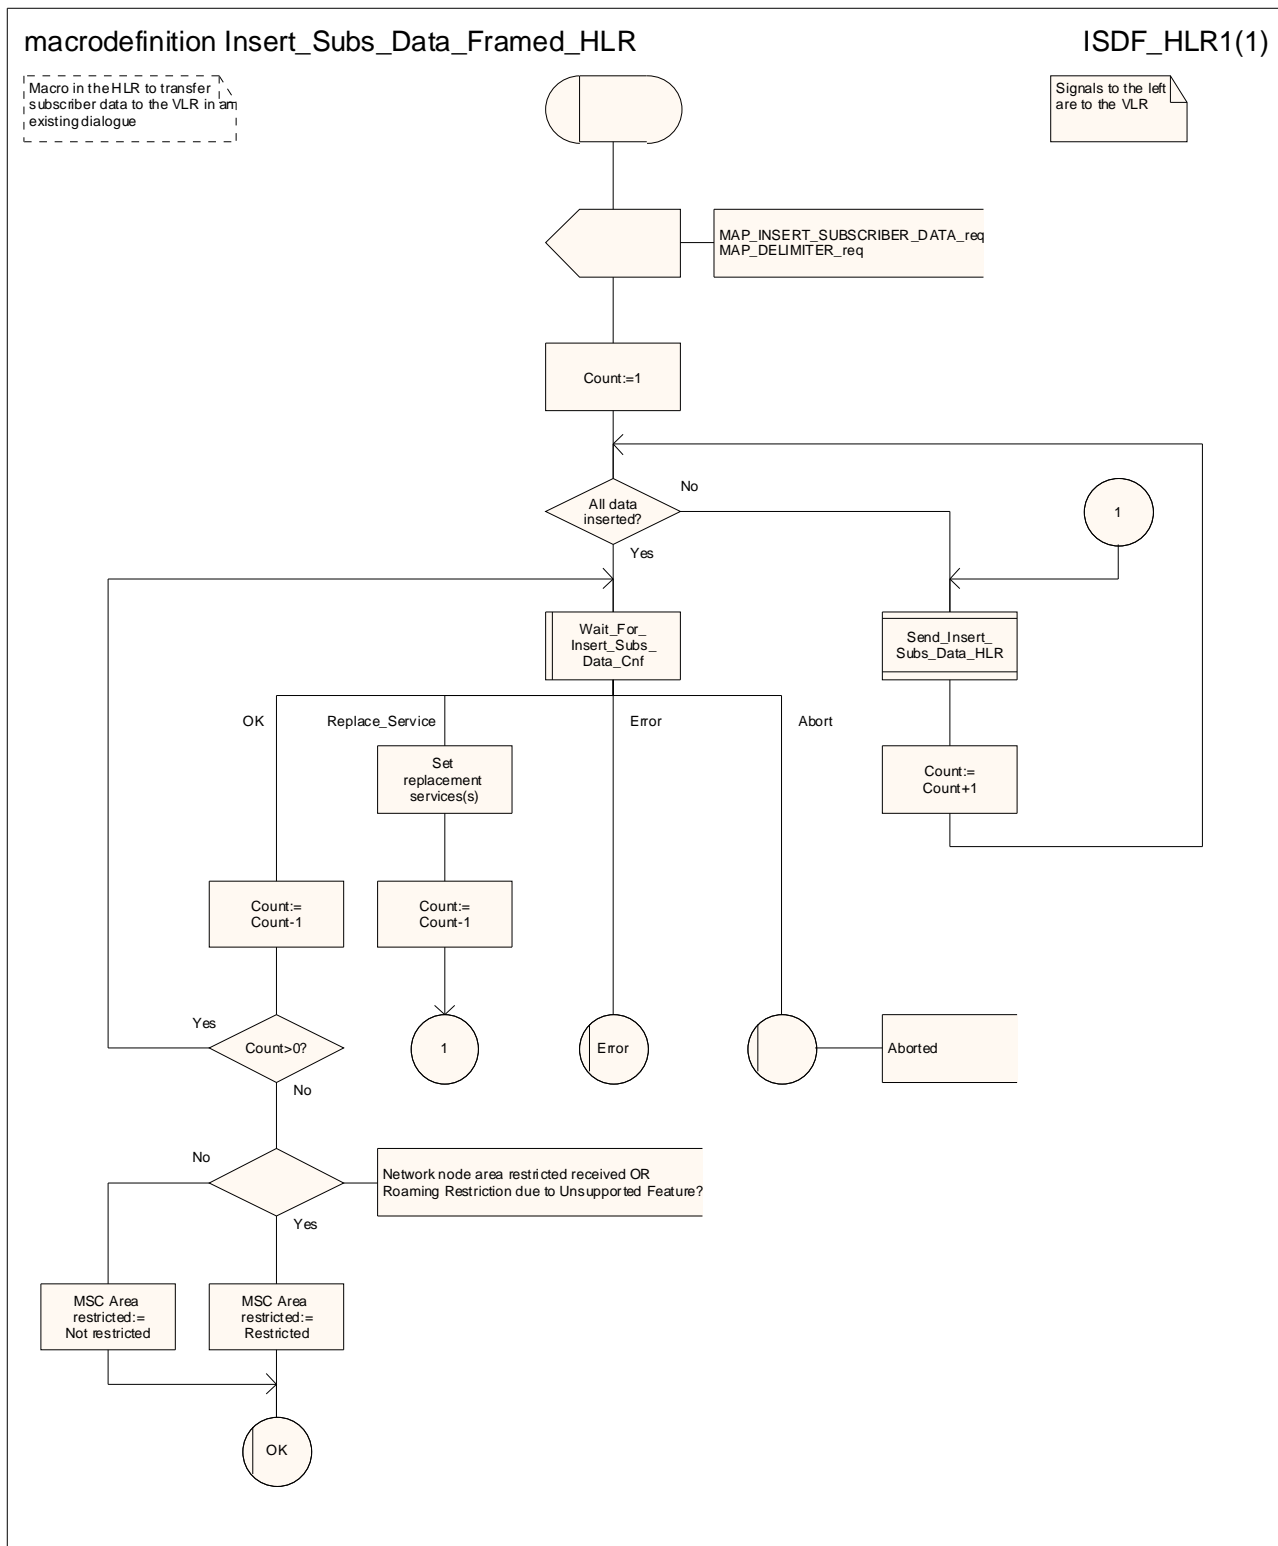 macrodefinition Insert_Subs_Data_Framed_HLR
ISDF_HLR1(1)
Macro in the HLR to transfer
subscriber data to the VLR in an
existing dialogue
Signals to the left
are to the VLR
MAP_INSERT_SUBSCRIBER_DATA_req
MAP_DELIMITER_req
Count:=1
All data
inserted?
No
Yes
1
Wait_For_
Insert_Subs_
Data_Cnf
Send_Insert_
Subs_Data_HLR
OK
Replace_Service
Error
Abort
Set
replacement
services(s)
Count:=
Count+1
Count:=
Count-1
Count:=
Count-1
Yes
Count>0?
No
1
Error
Aborted
No
Yes
Network node area restricted received OR
Roaming Restriction due to Unsupported Feature?
MSC Area
restricted:=
Not restricted
MSC Area
restricted:=
Restricted
OK